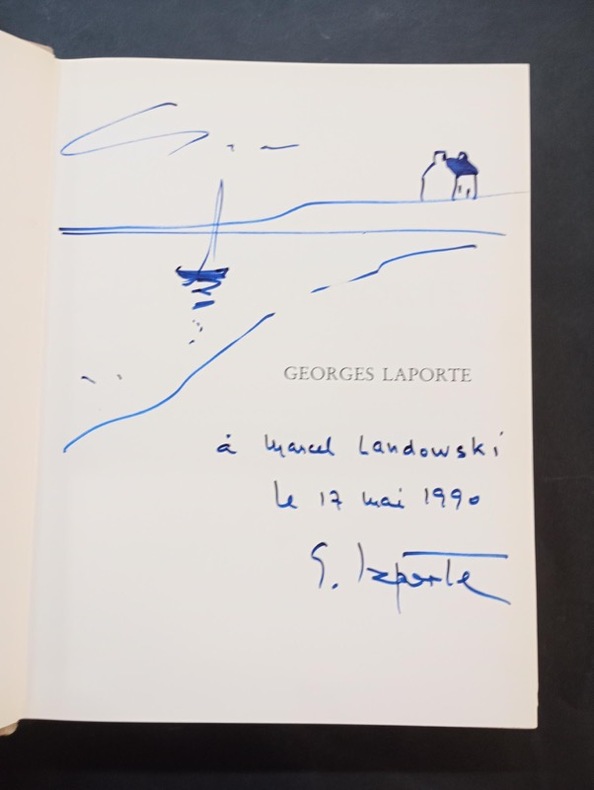 GEORGES LAPORTE
à Marcel Landowski
le 17 mai 1990
G. Laporte